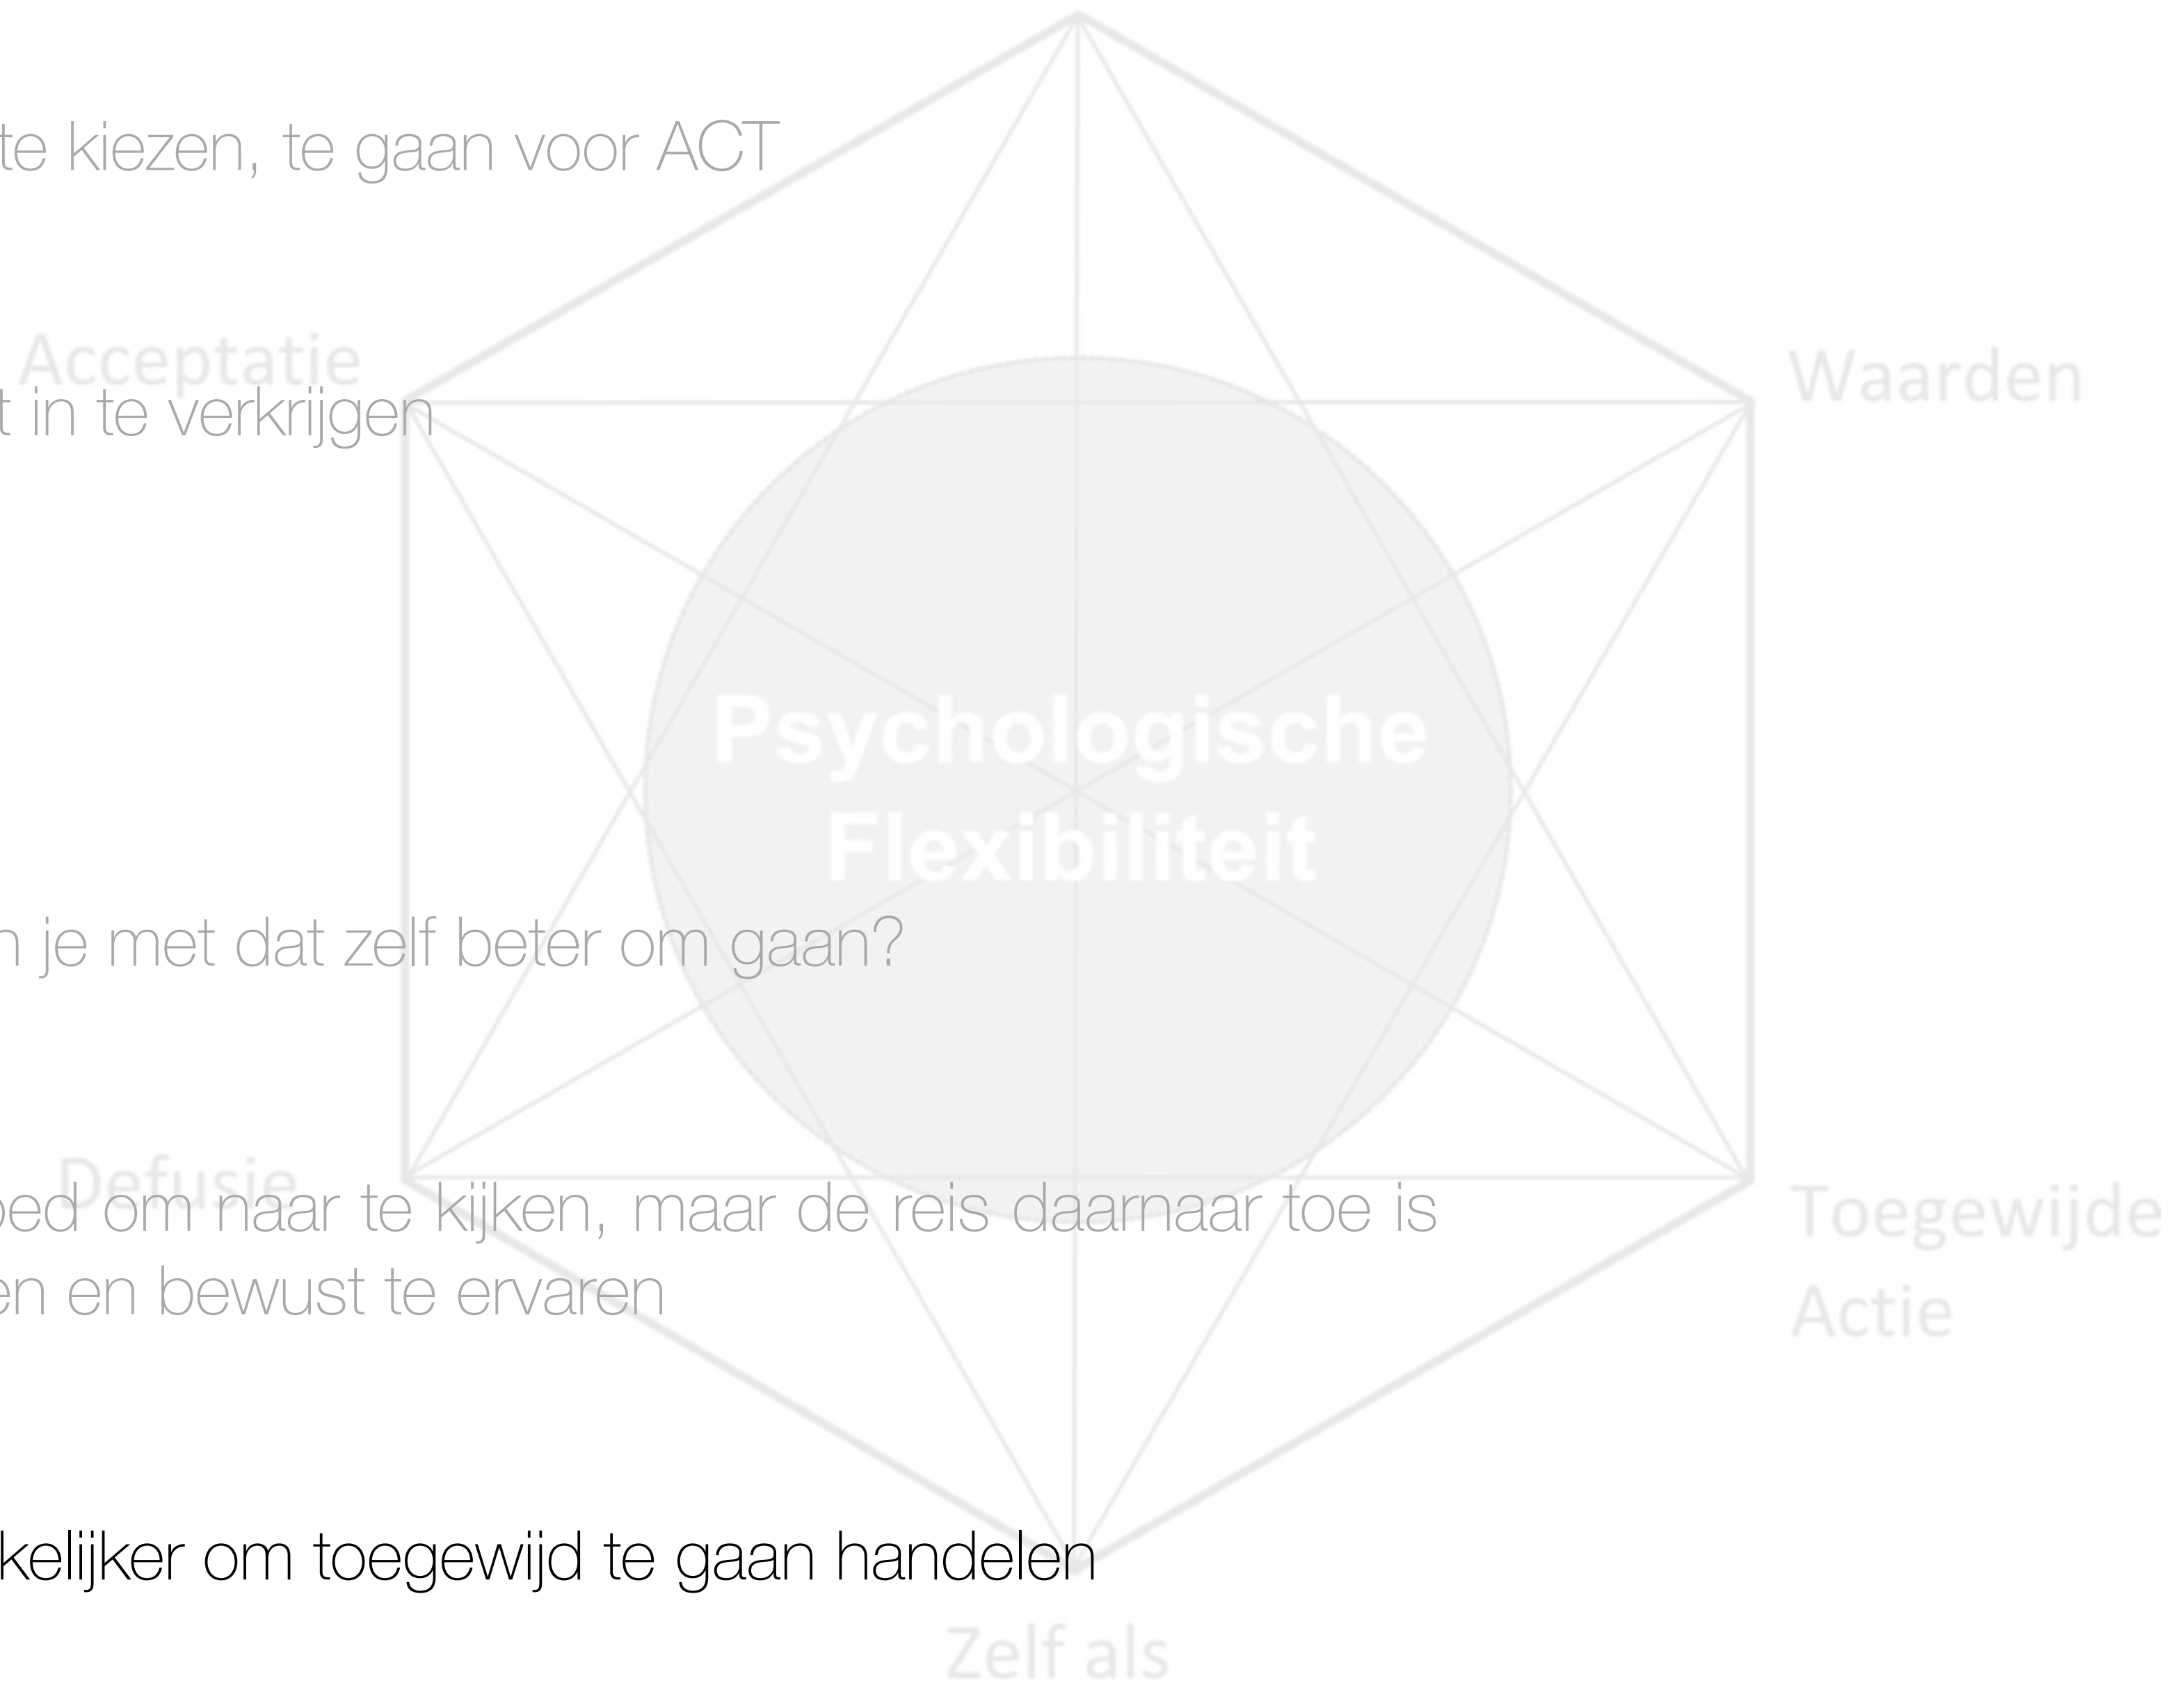 te kiezen, te gaan voor ACT
Acceptatie
Waarden
t in te verkrijgen
Psychologische
Flexibiliteit
n je met dat zelf beter om gaan?
Defusie
oed om naar te kijken, maar de reis daarnaar toe is
Toegewijde
en en bewust te ervaren
Actie
kelijker om toegewijd te gaan handelen
Zelf als